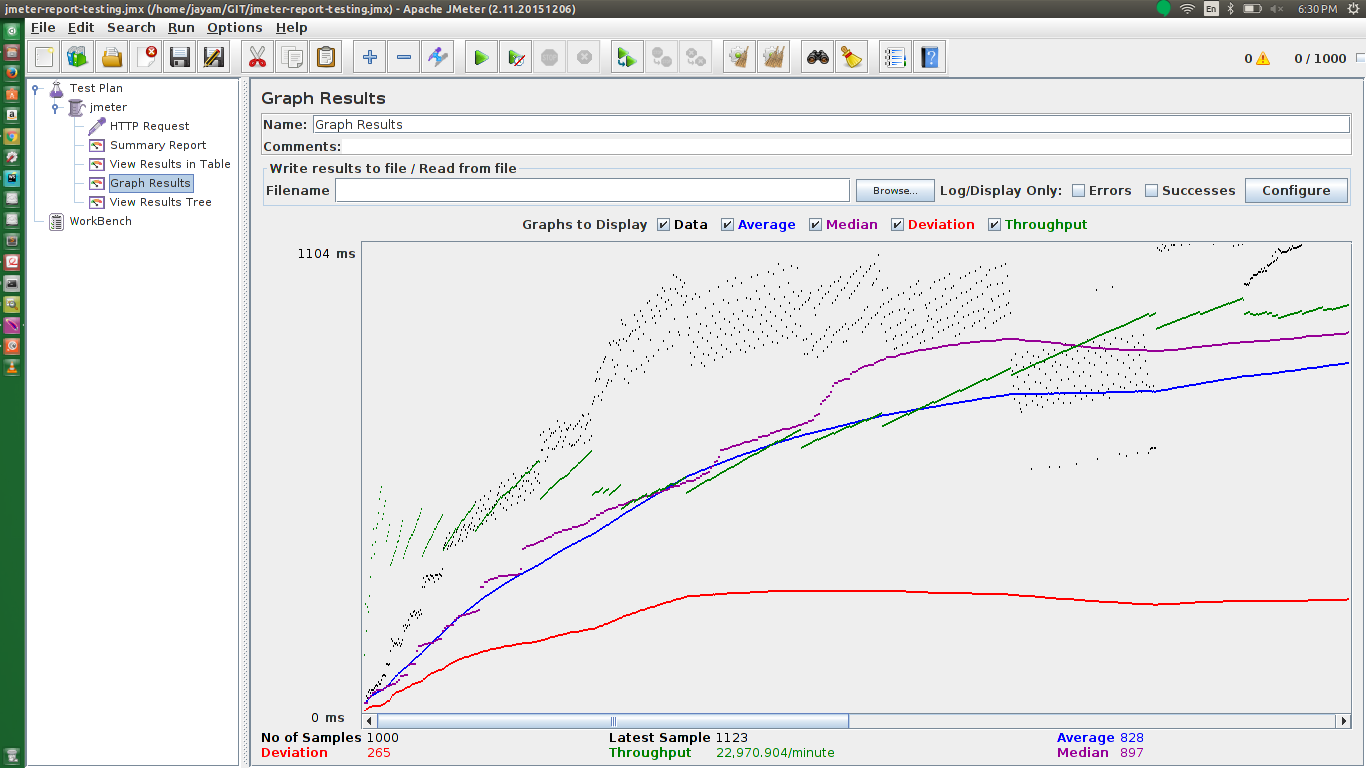 jmeter-report-testing.jmx (/home/jayam/GIT/jmeter-report-testing.jmx) - Apache JMeter (2.11.20151206)
En
6:30 PM
File Edit Search Run Options Help
0
0 / 1000
Test Plan
jmeter
HTTP Request
Summary Report
View Results in Table
Graph Results
View Results Tree
WorkBench
Graph Results
Name: Graph Results
Comments:
Write results to file / Read from file
Filename
Browse...
Log/Display Only: Errors Successes
Configure
Graphs to Display Data Average Median Deviation Throughput
1104 ms
0 ms
No of Samples 1000 Latest Sample 1123 Average 828
Deviation 265 Throughput 22,970.904/minute Median 897